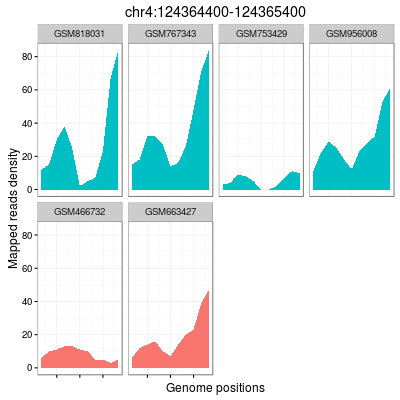 chr4:124364400-124365400
GSM818031 GSM767343 GSM753429 GSM956008
80
60
40
20
0
GSM466732 GSM663427
80
60
40
20
0
Mapped reads density
Genome positions